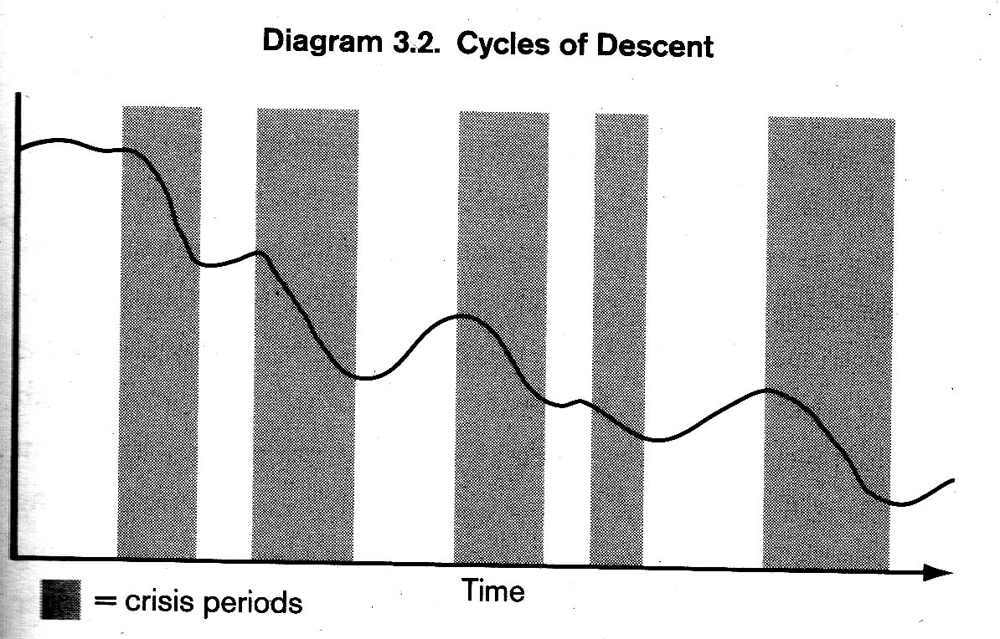 Diagram 3.2. Cycles of Descent
Time
= crisis periods